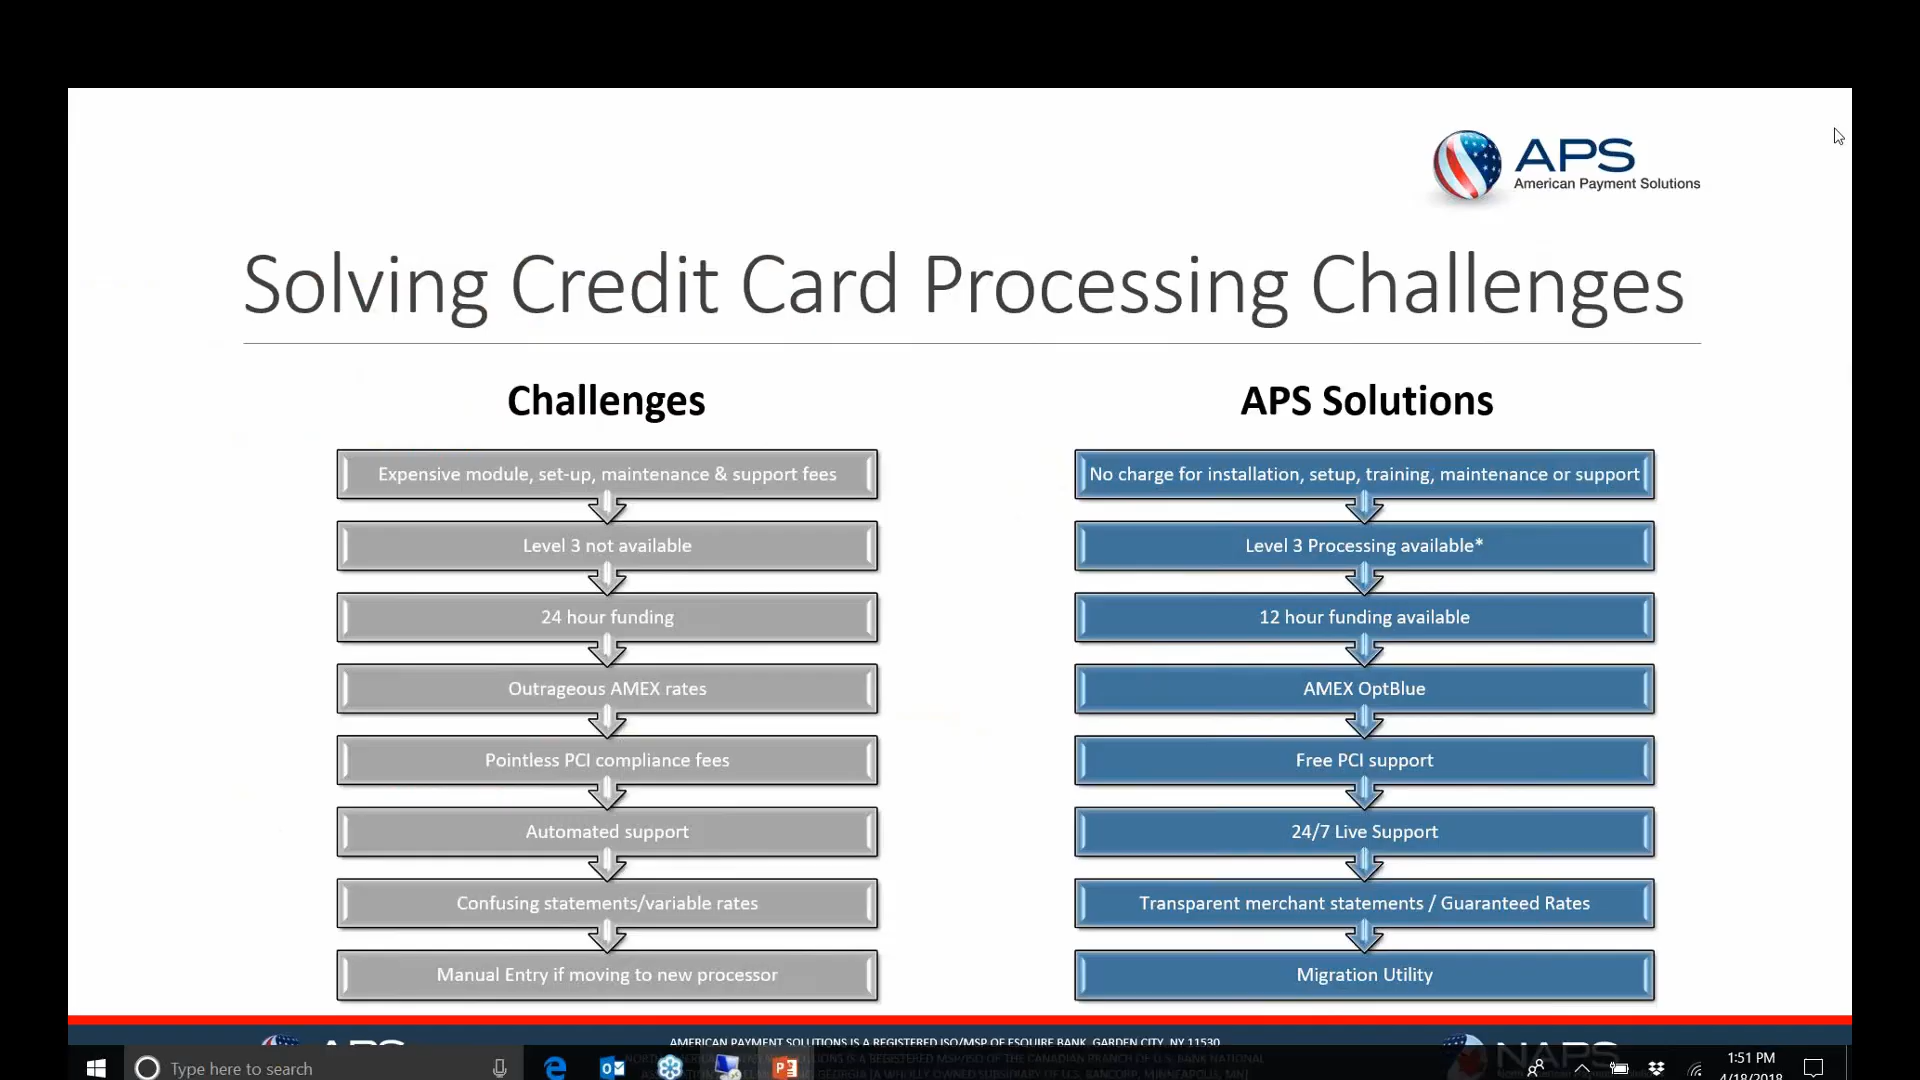 APS
American Payment Solutions
Solving Credit Card Processing Challenges
Challenges
Expensive module, set-up, maintenance & support fees
Level 3 not available
24 hour funding
Outrageous AMEX rates
Pointless PCI compliance fees
Automated support
Confusing statements/variable rates
Manual Entry if moving to new processor
APS Solutions
No charge for installation, setup, training, maintenance or support
Level 3 Processing available*
12 hour funding available
AMEX OptBlue
Free PCI support
24/7 Live Support
Transparent merchant statements / Guaranteed Rates
Migration Utility
APS
AMERICAN PAYMENT SOLUTIONS IS A REGISTERED ISO/MSP OF ESQUIRE BANK, GARDEN CITY, NY 11530
NAPS
Type here to search
1:51 PM
4/18/2018